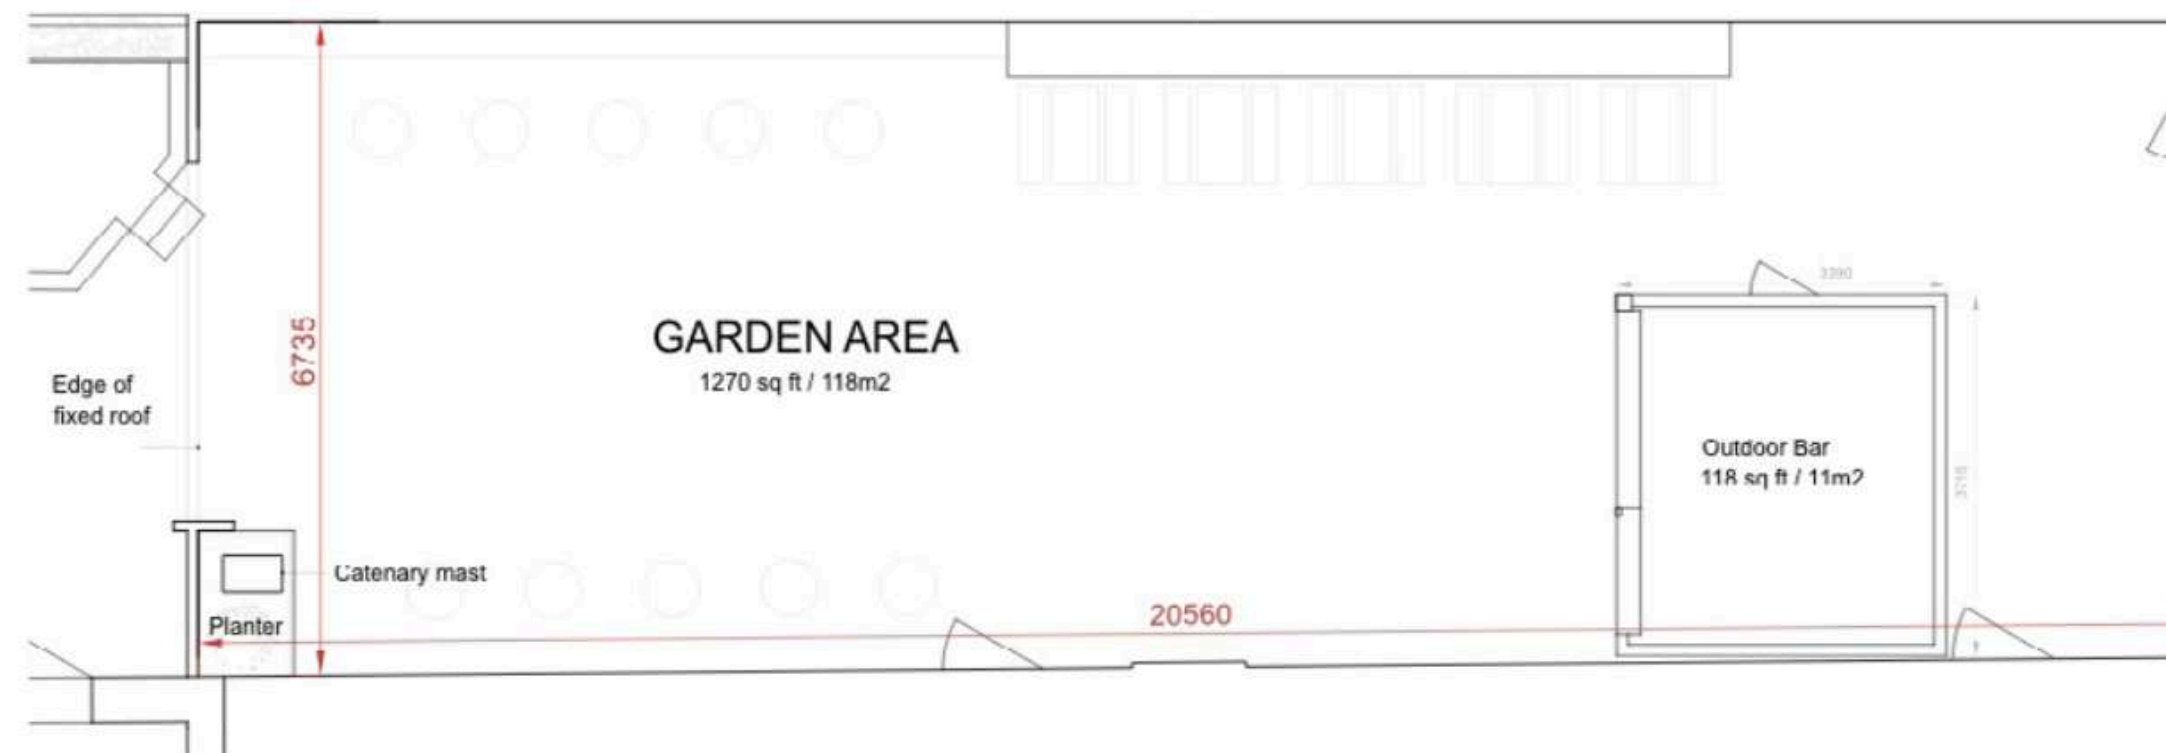 3390
6735
GARDEN AREA
1270 sq ft / 118m2
Edge of
fixed roof
Outdoor Bar
118 sq ft / 11m2
Catenary mast
20560
Planter